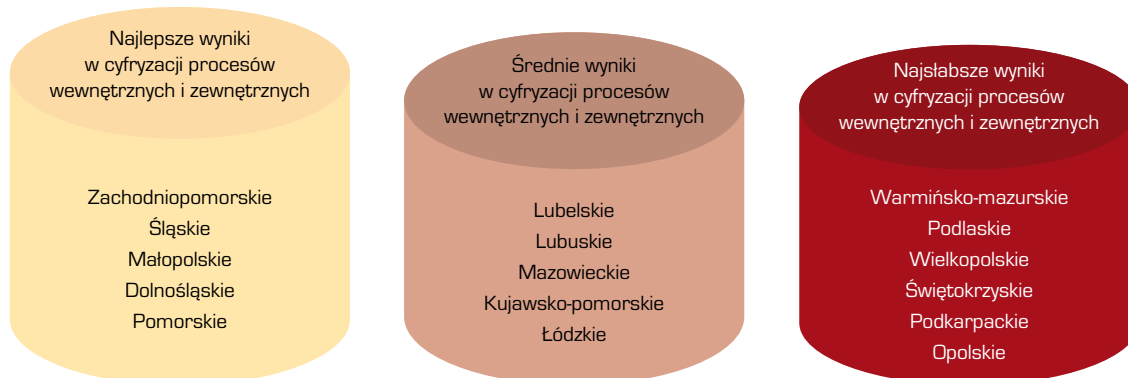 Najlepsze wyniki
w cyfryzacji procesów
wewnętrznych i zewnętrznych
Zachodniopomorskie
Śląskie
Małopolskie
Dolnośląskie
Pomorskie
Średnie wyniki
w cyfryzacji procesów
wewnętrznych i zewnętrznych
Lubelskie
Lubuskie
Mazowieckie
Kujawsko-pomorskie
Łódzkie
Najsłabsze wyniki
w cyfryzacji procesów
wewnętrznych i zewnętrznych
Warmińsko-mazurskie
Podlaskie
Wielkopolskie
Świętokrzyskie
Podkarpackie
Opolskie